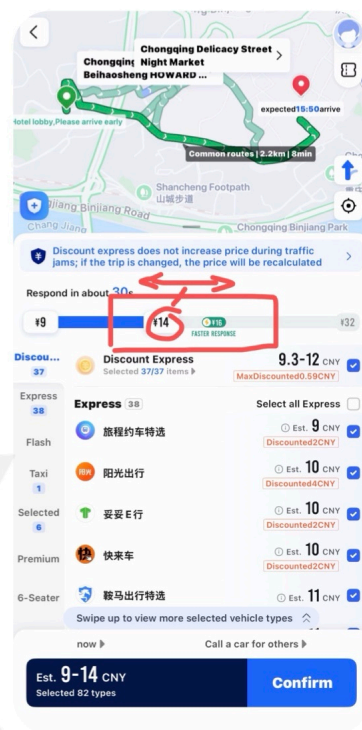 Chongqing Delicacy Street
Chongqing Night Market
Beihaosheng HOWARD ...
expected15:50arrive
Hotel lobby,Please arrive early
Common routes | 2.2km | 8min
Shancheng Footpath
山城步道
Binjiang Road
Chang Jiang
Chongqing Binjiang Park
Discount express does not increase price during traffic
jams; if the trip is changed, the price will be recalculated
Respond in about 30s
¥9
¥14
¥16
FASTER RESPONSE
¥32
Discou...
37
Discount Express
Selected 37/37 items
9.3-12 CNY
MaxDiscounted0.59CNY
Express
38
Express 38
Select all Express
Flash
旅程约车特选
Est. 9 CNY
Discounted2CNY
Taxi
1
阳光出行
Est. 10 CNY
Discounted4CNY
Selected
6
妥妥E行
Est. 10 CNY
Discounted2CNY
Premium
快来车
Est. 10 CNY
Discounted2CNY
6-Seater
鞍马出行特选
Est. 11 CNY
Swipe up to view more selected vehicle types
now
Call a car for others
Est. 9-14 CNY
Selected 82 types
Confirm